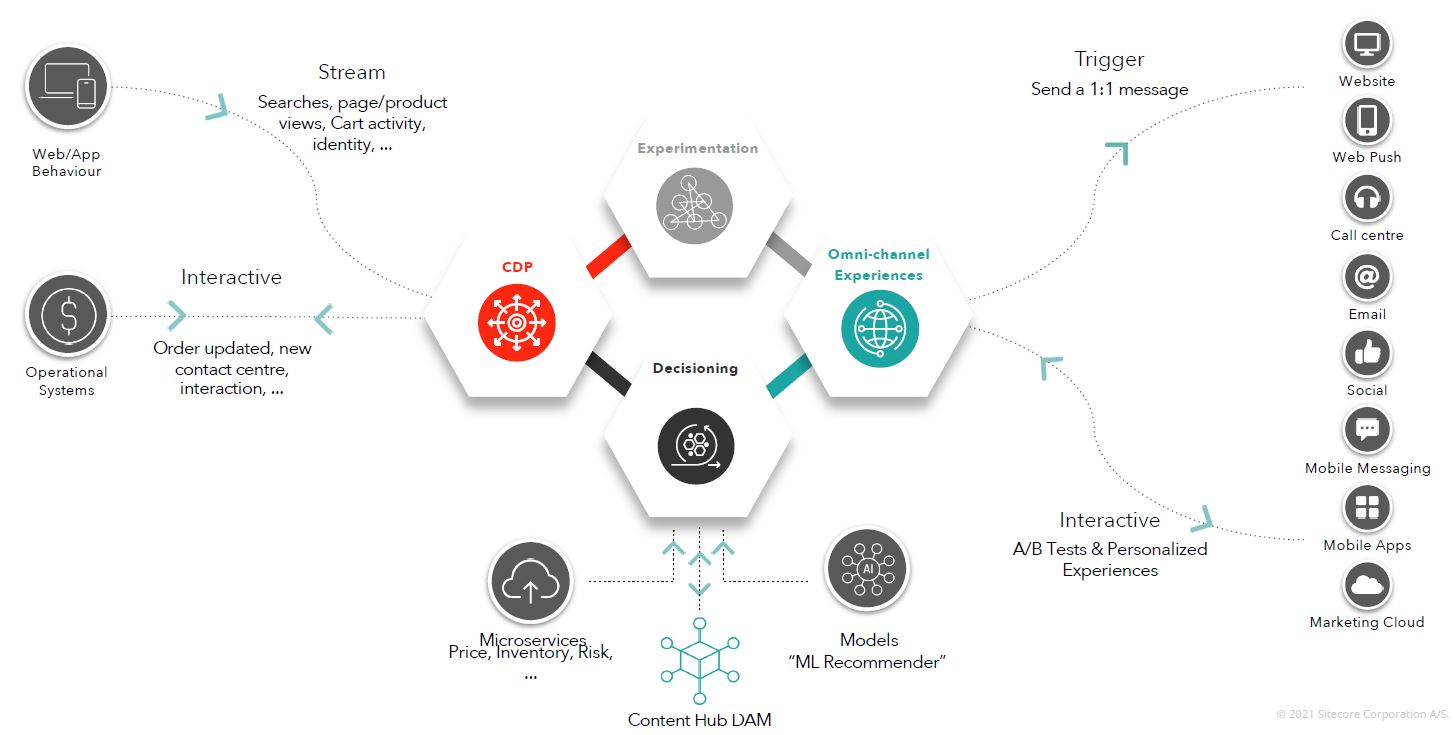 Stream
Searches, page/product
views, Cart activity,
identity, ...
Web/App
Behaviour
Interactive
Order updated, new
contact centre,
interaction, ...
Operational
Systems
CDP
Experimentation
Decisioning
Omni-channel
Experiences
Microservices
Price, Inventory, Risk,
...
Content Hub DAM
AI
Models
“ML Recommender”
Trigger
Send a 1:1 message
Interactive
A/B Tests & Personalized
Experiences
Website
Web Push
Call centre
@
Email
Social
Mobile Messaging
Mobile Apps
Marketing Cloud
© 2021 Sitecore Corporation A/S.